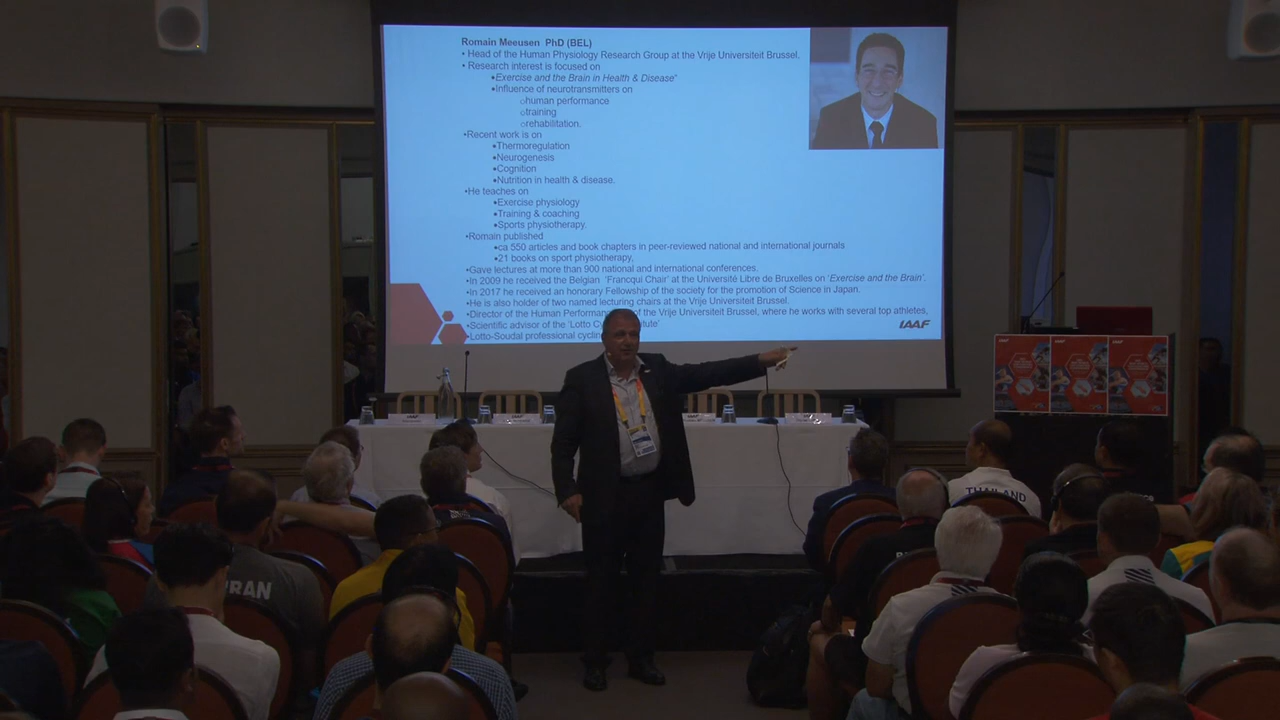 Romain Meeusen PhD (BEL)
• Head of the Human Physiology Research Group at the Vrije Universiteit Brussel,
• Research interest is focused on
•Exercise and the Brain in Health & Disease"
•Influence of neurotransmitters on
ohuman performance
otraining
orehabilitation.
•Recent work is on
•Thermoregulation
•Neurogenesis
•Cognition
•Nutrition in health & disease.
•He teaches on
•Exercise physiology
•Training & coaching
•Sports physiotherapy.
•Romain published
•ca 550 articles and book chapters in peer-reviewed national and international journals
•21 books on sport physiotherapy,
•Gave lectures at more than 900 national and international conferences.
•In 2009 he received the Belgian 'Francqui Chair' at the Université Libre de Bruxelles on 'Exercise and the Brain'.
•In 2017 he received an honorary Fellowship of the society for the promotion of Science in Japan.
•He is also holder of two named lecturing chairs at the Vrije Universiteit Brussel.
•Director of the Human Performan of the Vrije Universiteit Brussel, where he works with several top athletes,
•Scientific advisor of the 'Lotto Cy itute'
•Lotto-Soudal professional cyclin
IAAF
THAILAND
IRAN